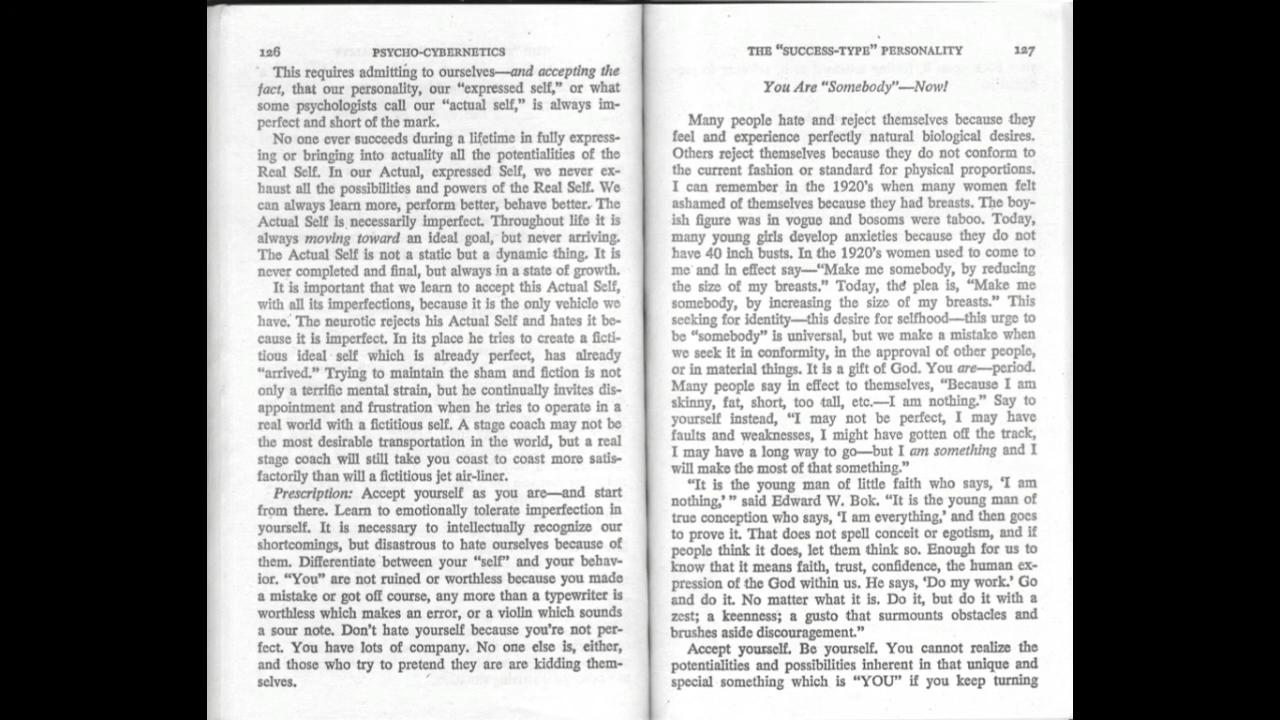 126 PSYCHO-CYBERNETICS
This requires admitting to ourselves—and accepting the
fact, that our personality, our “expressed self,” or what
some psychologists call our “actual self,” is always im-
perfect and short of the mark.
No one ever succeeds during a lifetime in fully express-
ing or bringing into actuality all the potentialities of the
Real Self. In our Actual, expressed Self, we never ex-
haust all the possibilities and powers of the Real Self. We
can always learn more, perform better, behave better. The
Actual Self is necessarily imperfect. Throughout life it is
always moving toward an ideal goal, but never arriving.
The Actual Self is not a static but a dynamic thing. It is
never completed and final, but always in a state of growth.
It is important that we learn to accept this Actual Self,
with all its imperfections, because it is the only vehicle we
have. The neurotic rejects his Actual Self and hates it be-
cause it is imperfect. In its place he tries to create a ficti-
tious ideal self which is already perfect, has already
“arrived.” Trying to maintain the sham and fiction is not
only a terrific mental strain, but he continually invites dis-
appointment and frustration when he tries to operate in a
real world with a fictitious self. A stage coach may not be
the most desirable transportation in the world, but a real
stage coach will still take you coast to coast more satis-
factorily than will a fictitious jet air-liner.
Prescription: Accept yourself as you are—and start
from there. Learn to emotionally tolerate imperfection in
yourself. It is necessary to intellectually recognize our
shortcomings, but disastrous to hate ourselves because of
them. Differentiate between your “self” and your behav-
ior. “You” are not ruined or worthless because you made
a mistake or got off course, any more than a typewriter is
worthless which makes an error, or a violin which sounds
a sour note. Don’t hate yourself because you’re not per-
fect. You have lots of company. No one else is, either,
and those who try to pretend they are are kidding them-
selves.
THE “SUCCESS-TYPE” PERSONALITY 127
You Are “Somebody”—Now!
Many people hate and reject themselves because they
feel and experience perfectly natural biological desires.
Others reject themselves because they do not conform to
the current fashion or standard for physical proportions.
I can remember in the 1920’s when many women felt
ashamed of themselves because they had breasts. The boy-
ish figure was in vogue and bosoms were taboo. Today,
many young girls develop anxieties because they do not
have 40 inch busts. In the 1920’s women used to come to
me and in effect say—“Make me somebody, by reducing
the size of my breasts.” Today, the plea is, “Make me
somebody, by increasing the size of my breasts.” This
seeking for identity—this desire for selfhood—this urge to
be “somebody” is universal, but we make a mistake when
we seek it in conformity, in the approval of other people,
or in material things. It is a gift of God. You are—period.
Many people say in effect to themselves, “Because I am
skinny, fat, short, too tall, etc.—I am nothing.” Say to
yourself instead, “I may not be perfect, I may have
faults and weaknesses, I might have gotten off the track,
I may have a long way to go—but I am something and I
will make the most of that something.”
“It is the young man of little faith who says, ‘I am
nothing,’ ” said Edward W. Bok. “It is the young man of
true conception who says, ‘I am everything,’ and then goes
to prove it. That does not spell conceit or egotism, and if
people think it does, let them think so. Enough for us to
know that it means faith, trust, confidence, the human ex-
pression of the God within us. He says, ‘Do my work.’ Go
and do it. No matter what it is. Do it, but do it with a
zest; a keenness; a gusto that surmounts obstacles and
brushes aside discouragement.”
Accept yourself. Be yourself. You cannot realize the
potentialities and possibilities inherent in that unique and
special something which is “YOU” if you keep turning